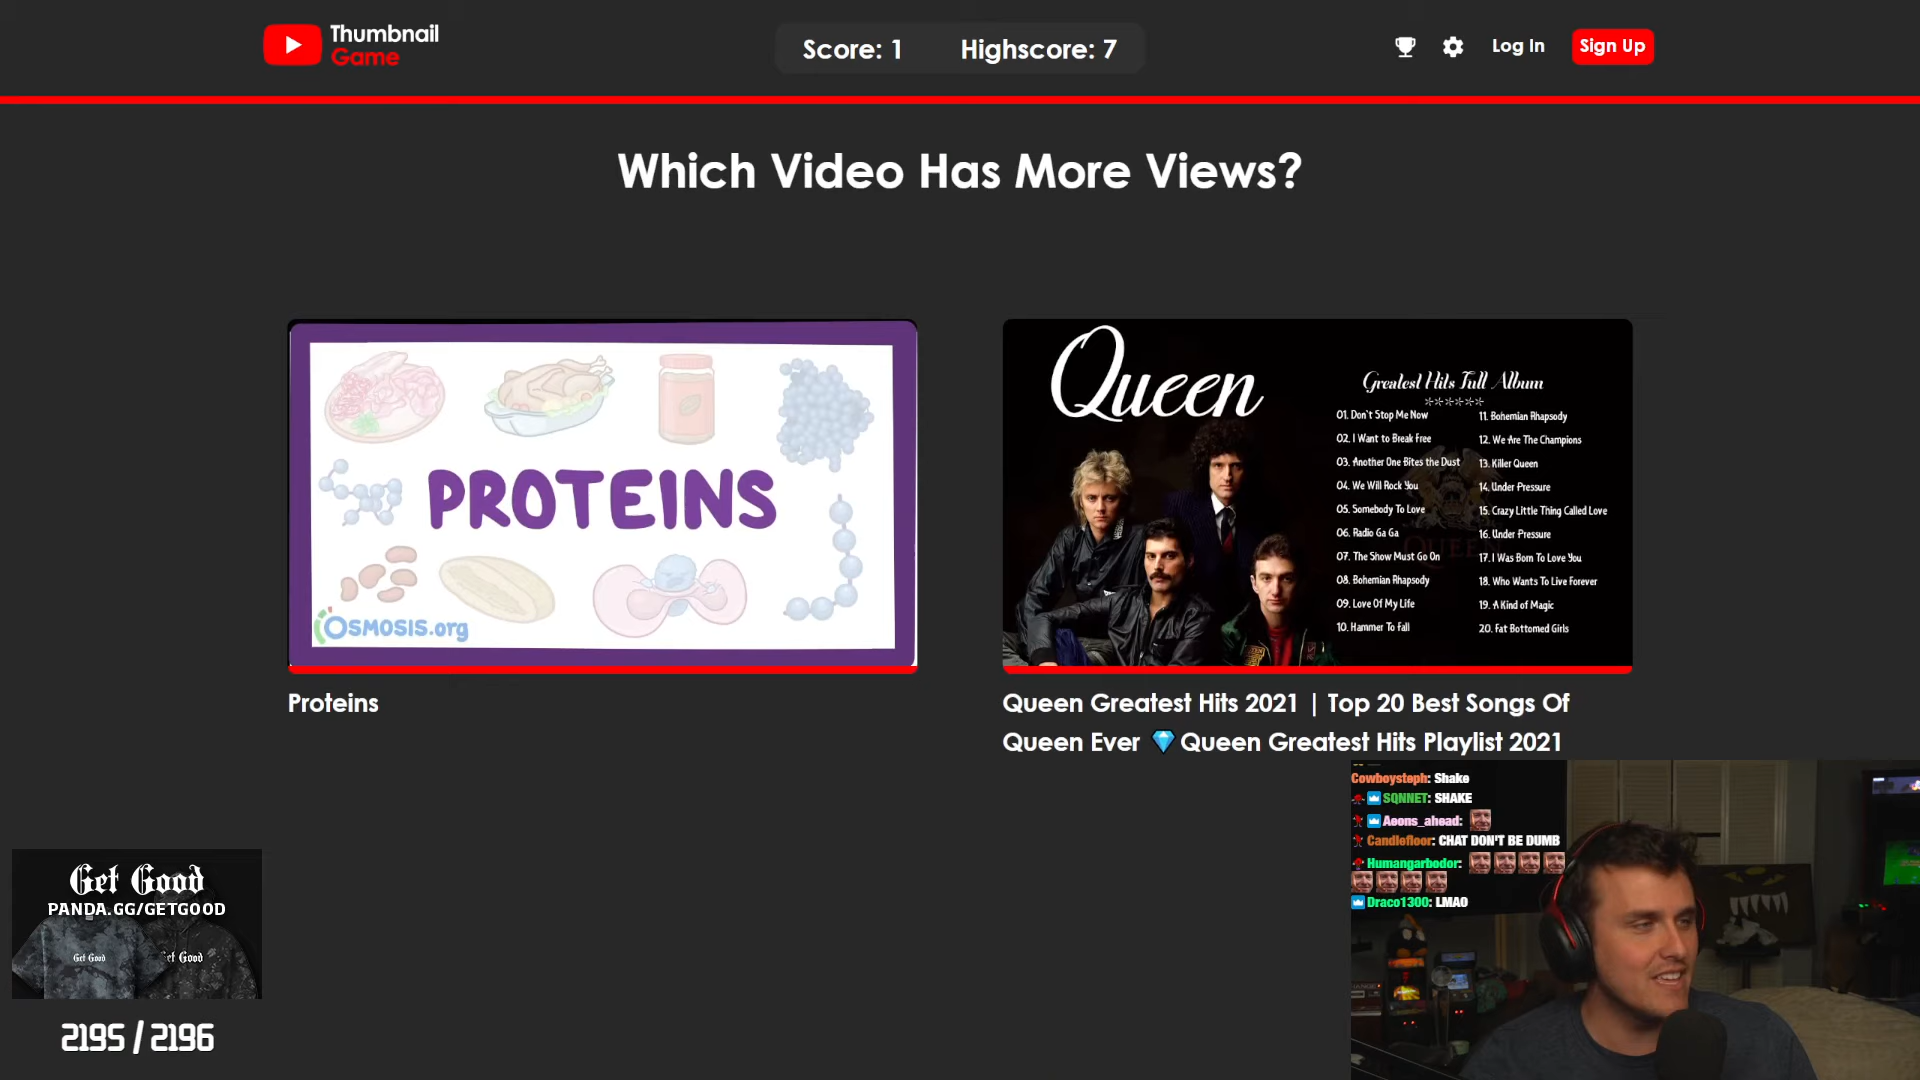 Thumbnail
Game
Score: 1
Highscore: 7
Log In
Sign Up
Which Video Has More Views?
PROTEINS
OSMOSIS.org
Proteins
Queen
Greatest Hits Full Album
******
01. Don't Stop Me Now
02. I Want to Break Free
03. Another One Bites the Dust
04. We Will Rock You
05. Somebody To Love
06. Radio Ga Ga
07. The Show Must Go On
08. Bohemian Rhapsody
09. Love Of My Life
10. Hammer To Fall
11. Bohemian Rhapsody
12. We Are The Champions
13. Killer Queen
14. Under Pressure
15. Crazy Little Thing Called Love
16. Under Pressure
17. I Was Born To Love You
18. Who Wants To Live Forever
19. A Kind of Magic
20. Fat Bottomed Girls
QUEEN
Queen Greatest Hits 2021 | Top 20 Best Songs Of
Queen Ever 💎 Queen Greatest Hits Playlist 2021
Cowboysteph: Shake
SQNNET: SHAKE
Aeons_ahead:
Candlefloor: CHAT DON'T BE DUMB
Humangarbodor:
Draco1300: LMAO
Get Good
PANDA.GG/GETGOOD
Get Good
Get Good
2195 / 2196